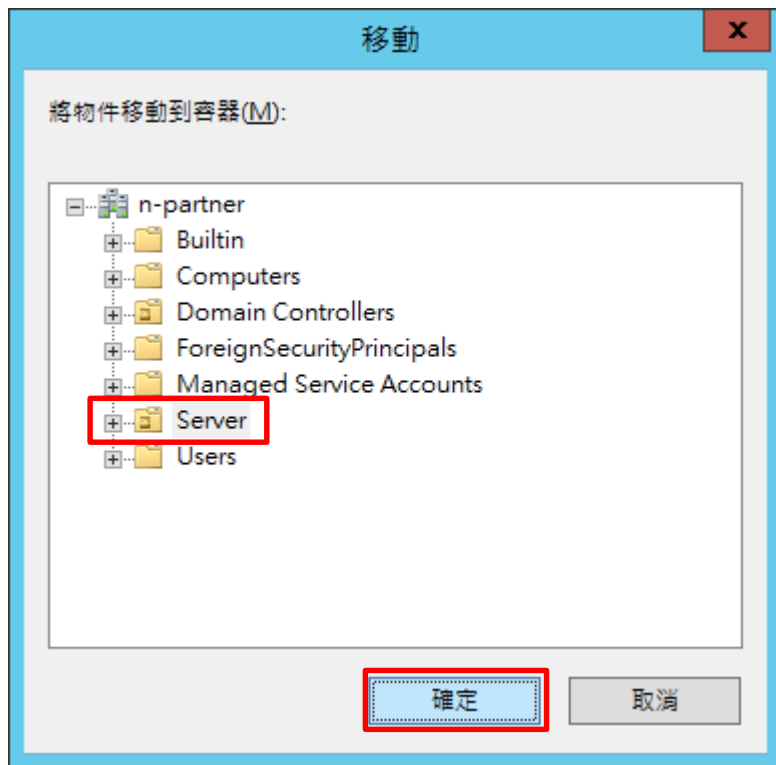 移動
x
將物件移動到容器(M):
n-partner
Builtin
Computers
Domain Controllers
ForeignSecurityPrincipals
Managed Service Accounts
Server
Users
確定 取消